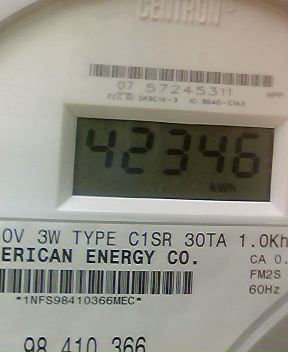 CENTRON®
07 57245311
FCC ID: SK9C1A-3 IC: 864G-C1A3
42346
kWh
0V 3W TYPE C1SR 30TA 1.0Kh
ERICAN ENERGY CO.
CA 0.
FM2S
60Hz
*1NFS98410366MEC*
98 410 366